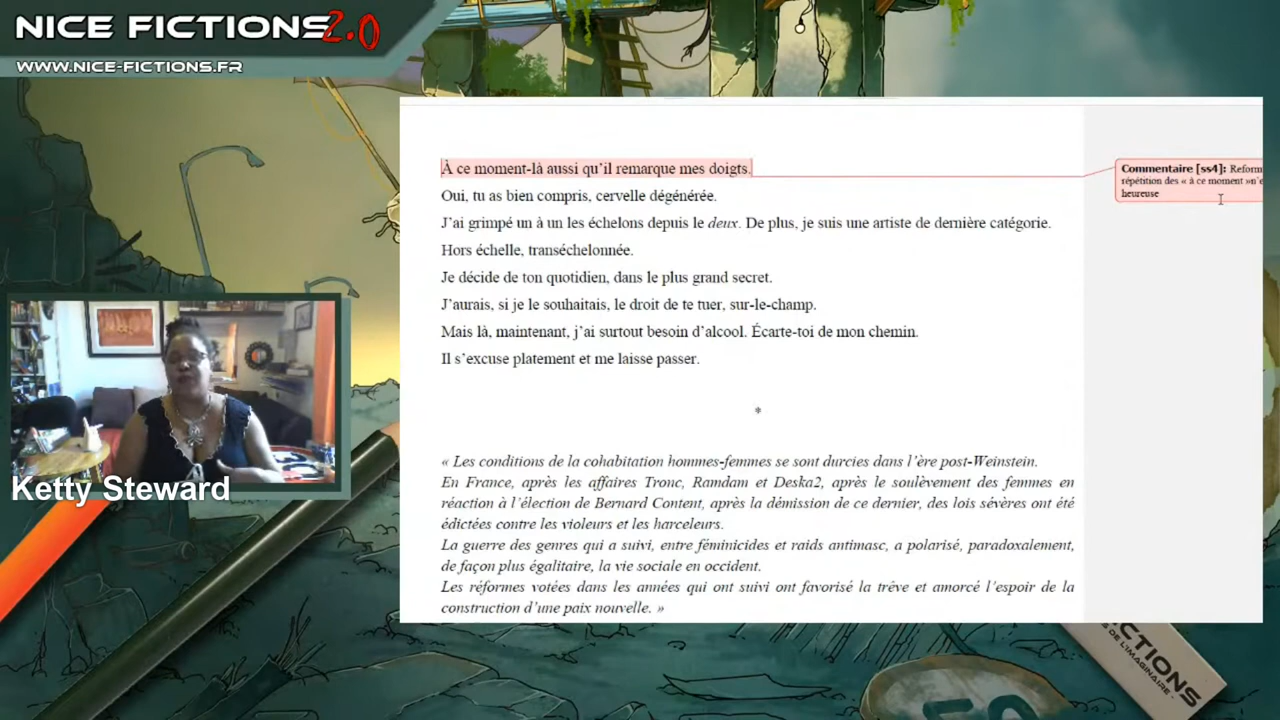 NICE FICTIONS 2.0
WWW.NICE-FICTIONS.FR
À ce moment-là aussi qu’il remarque mes doigts.
Oui, tu as bien compris, cervelle dégénérée.
J’ai grimpé un à un les échelons depuis le deux. De plus, je suis une artiste de dernière catégorie.
Hors échelle, transéchelonnée.
Je décide de ton quotidien, dans le plus grand secret.
J’aurais, si je le souhaitais, le droit de te tuer, sur-le-champ.
Mais là, maintenant, j’ai surtout besoin d’alcool. Écarte-toi de mon chemin.
Il s’excuse platement et me laisse passer.
*
« Les conditions de la cohabitation hommes-femmes se sont durcies dans l’ère post-Weinstein.
En France, après les affaires Tronc, Ramdam et Deska2, après le soulèvement des femmes en
réaction à l’élection de Bernard Content, après la démission de ce dernier, des lois sévères ont été
édictées contre les violeurs et les harceleurs.
La guerre des genres qui a suivi, entre féminicides et raids antimasc, a polarisé, paradoxalement,
de façon plus égalitaire, la vie sociale en occident.
Les réformes votées dans les années qui ont suivi ont favorisé la trêve et amorcé l’espoir de la
construction d’une paix nouvelle. »
Commentaire [ss4]: Reform
répétition des « à ce moment »n’e
heureuse
Ketty Steward
CTIONS
DE L’IMAGINAIRE